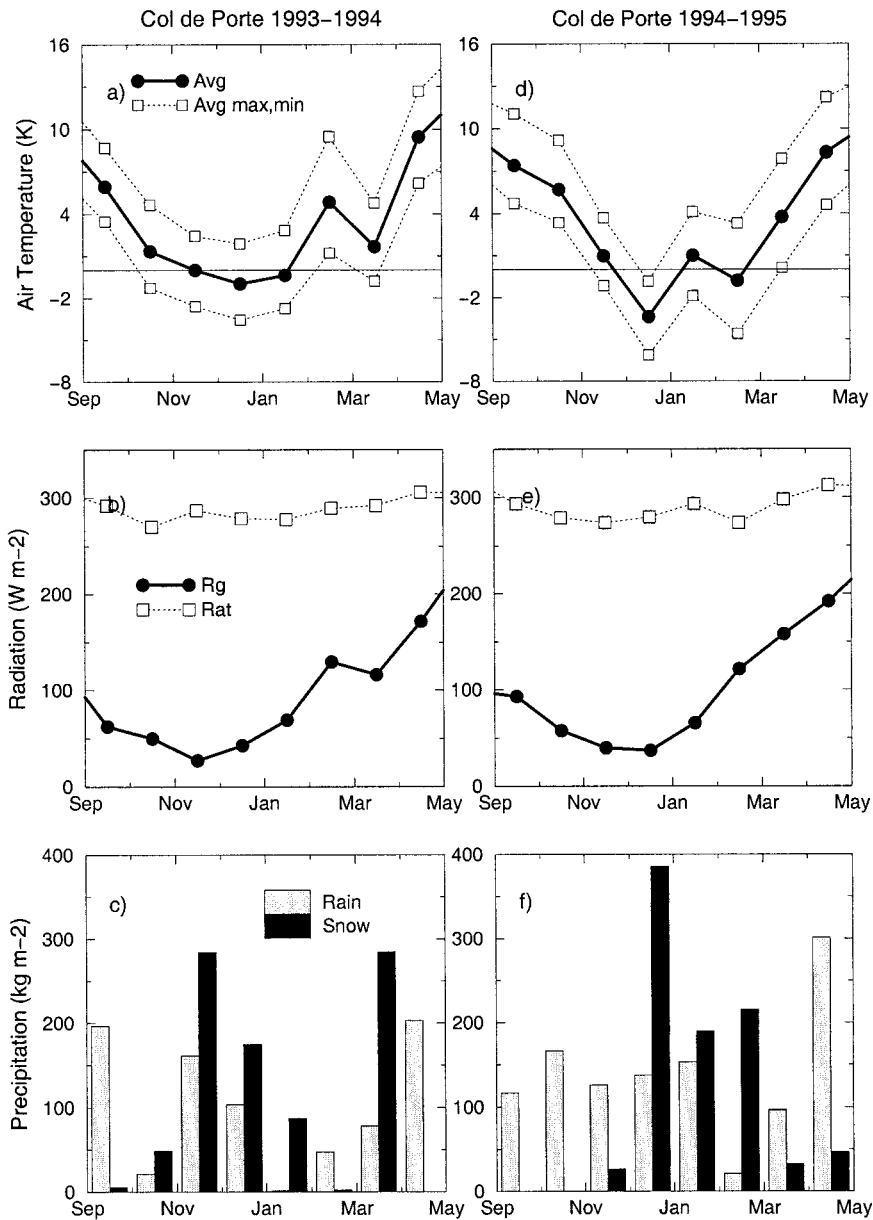 Col de Porte 1993−1994
Col de Porte 1994−1995
Air Temperature (K)
16
10
4
−2
−8
a)
Avg
Avg max,min
Sep
Nov
Jan
Mar
May
16
10
4
−2
−8
d)
Sep
Nov
Jan
Mar
May
Radiation (W m−2)
300
200
100
0
b)
Rg
Rat
Sep
Nov
Jan
Mar
May
300
200
100
0
e)
Sep
Nov
Jan
Mar
May
Precipitation (kg m−2)
400
300
200
100
0
c)
Rain
Snow
Sep
Nov
Jan
Mar
May
400
300
200
100
0
f)
Sep
Nov
Jan
Mar
May